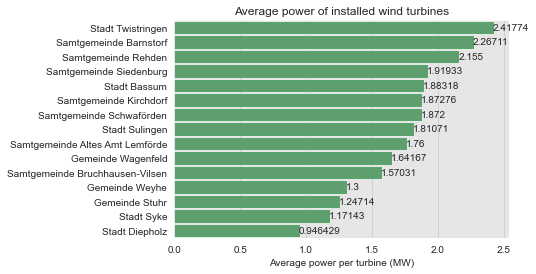 Average power of installed wind turbines
Stadt Twistringen 2.41774
Samtgemeinde Barnstorf 2.26711
Samtgemeinde Rehden 2.155
Samtgemeinde Siedenburg 1.91933
Stadt Bassum 1.88318
Samtgemeinde Kirchdorf 1.87276
Samtgemeinde Schwaförden 1.872
Stadt Sulingen 1.81071
Samtgemeinde Altes Amt Lemförde 1.76
Gemeinde Wagenfeld 1.64167
Samtgemeinde Bruchhausen-Vilsen 1.57031
Gemeinde Weyhe 1.3
Gemeinde Stuhr 1.24714
Stadt Syke 1.17143
Stadt Diepholz 0.946429
0.0 0.5 1.0 1.5 2.0 2.5
Average power per turbine (MW)